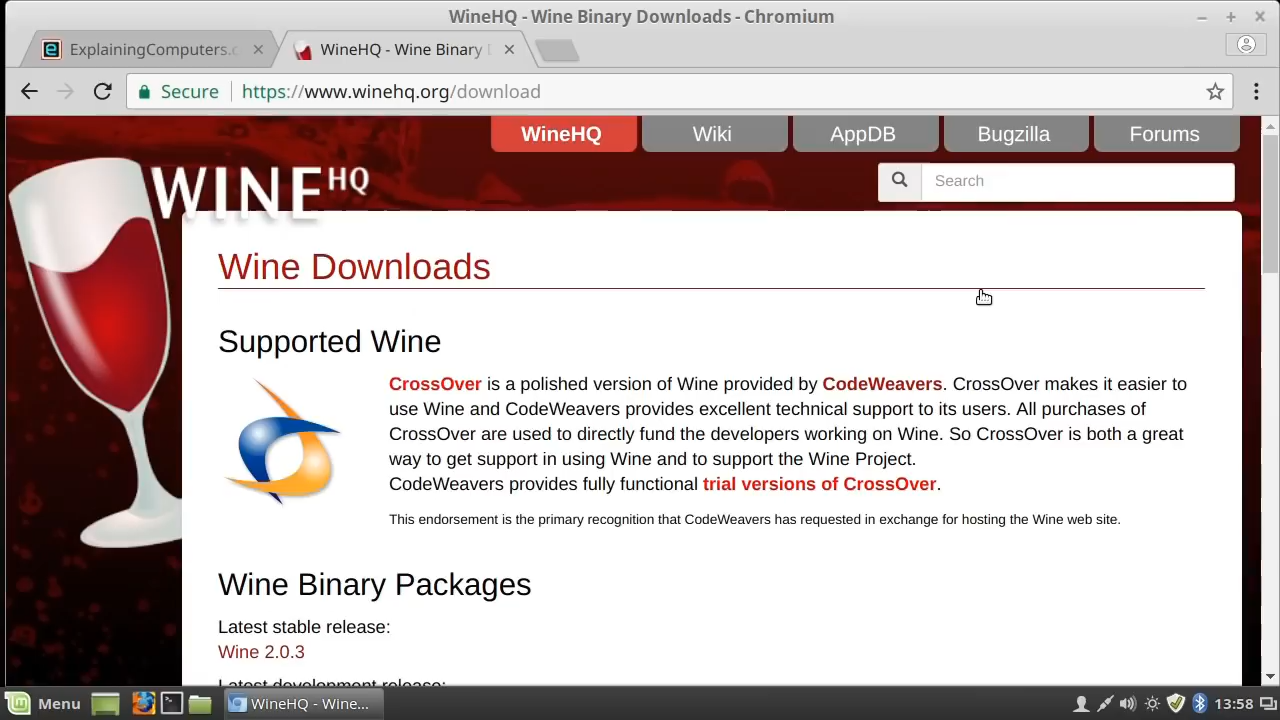 WineHQ - Wine Binary Downloads - Chromium
ExplainingComputers.c
WineHQ - Wine Binary D
Secure https://www.winehq.org/download
WineHQ Wiki AppDB Bugzilla Forums
WINE HQ
Search
Wine Downloads
Supported Wine
CrossOver is a polished version of Wine provided by CodeWeavers. CrossOver makes it easier to
use Wine and CodeWeavers provides excellent technical support to its users. All purchases of
CrossOver are used to directly fund the developers working on Wine. So CrossOver is both a great
way to get support in using Wine and to support the Wine Project.
CodeWeavers provides fully functional trial versions of CrossOver.
This endorsement is the primary recognition that CodeWeavers has requested in exchange for hosting the Wine web site.
Wine Binary Packages
Latest stable release:
Wine 2.0.3
Latest development release:
Menu WineHQ - Wine... 13:58